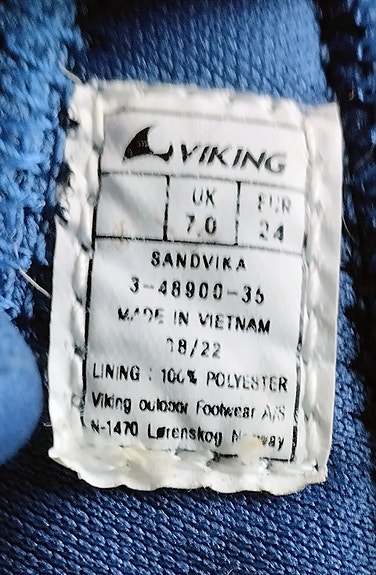 VIKING
UK EUR
7.0 24
SANDVIKA
3-48900-35
MADE IN VIETNAM
08/22
LINING : 100% POLYESTER
Viking outdoor Footwear A/S
N-1470 Lørenskog Norway